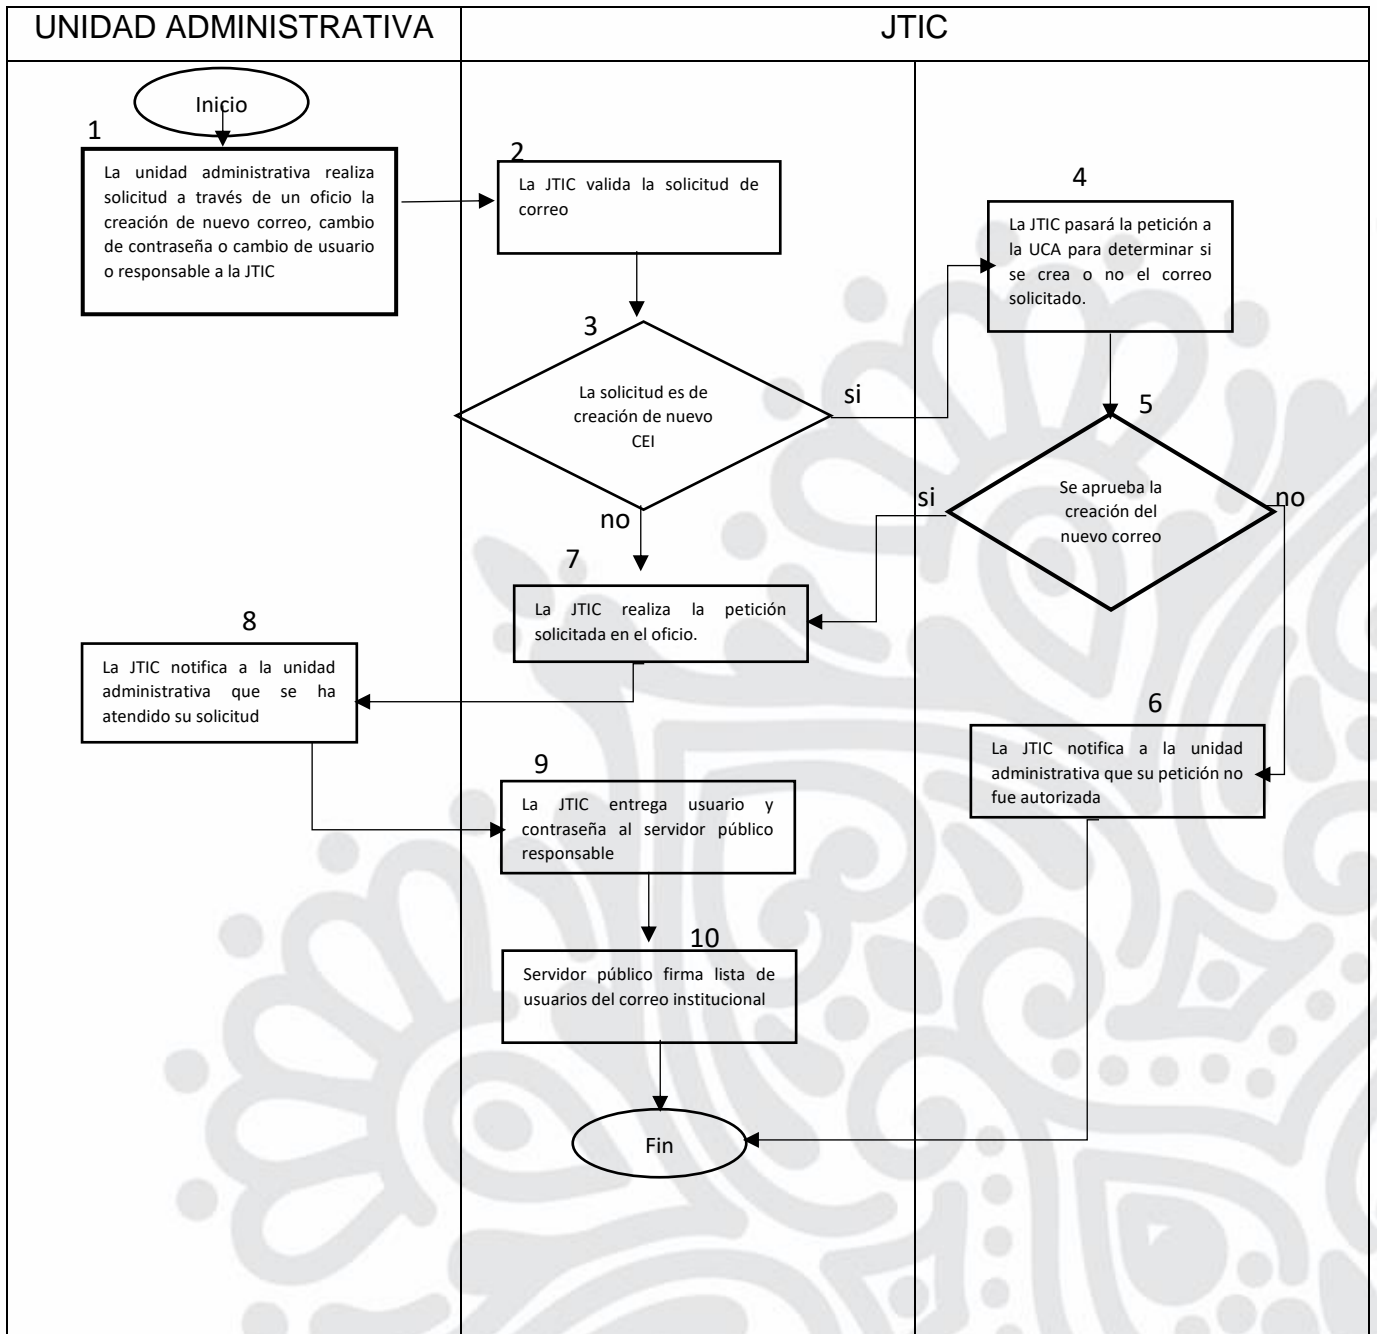 UNIDAD ADMINISTRATIVA
JTIC
Inicio
1
La unidad administrativa realiza
solicitud a través de un oficio la
creación de nuevo correo, cambio
de contraseña o cambio de usuario
o responsable a la JTIC
2
La JTIC valida la solicitud de
correo
3
La solicitud es de
creación de nuevo
CEI
si
no
4
La JTIC pasará la petición a
la UCA para determinar si
se crea o no el correo
solicitado.
5
Se aprueba la
creación del
nuevo correo
si
no
6
La JTIC notifica a la unidad
administrativa que su petición no
fue autorizada
7
La JTIC realiza la petición
solicitada en el oficio.
8
La JTIC notifica a la unidad
administrativa que se ha
atendido su solicitud
9
La JTIC entrega usuario y
contraseña al servidor público
responsable
10
Servidor público firma lista de
usuarios del correo institucional
Fin